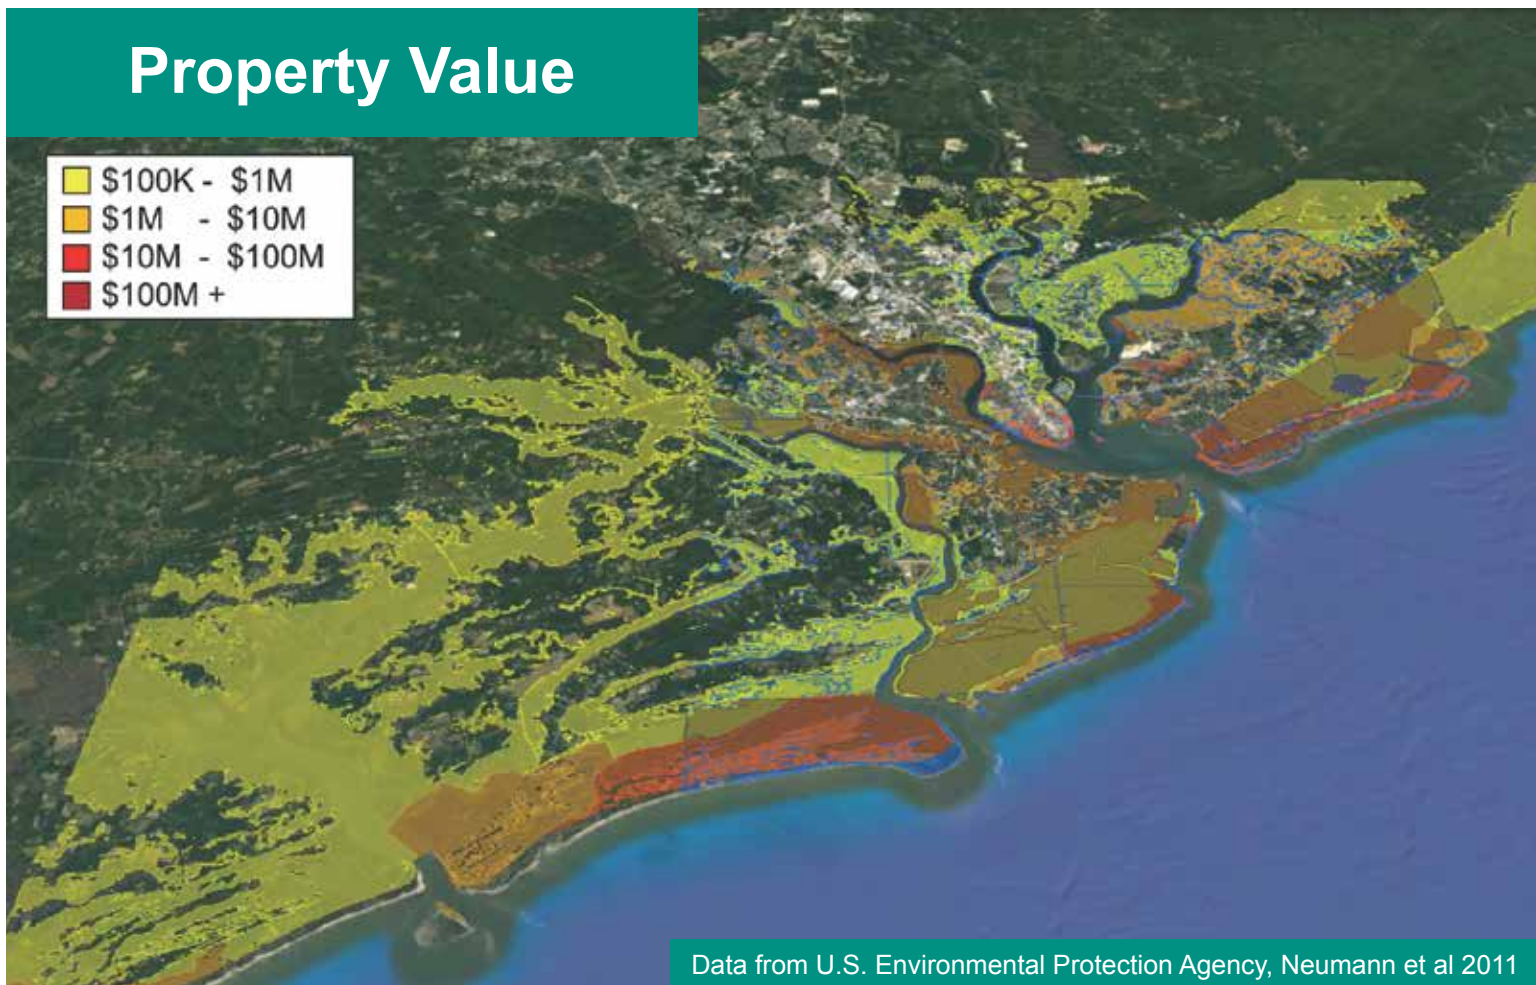 Property Value
$100K - $1M
$1M - $10M
$10M - $100M
$100M +
Data from U.S. Environmental Protection Agency, Neumann et al 2011